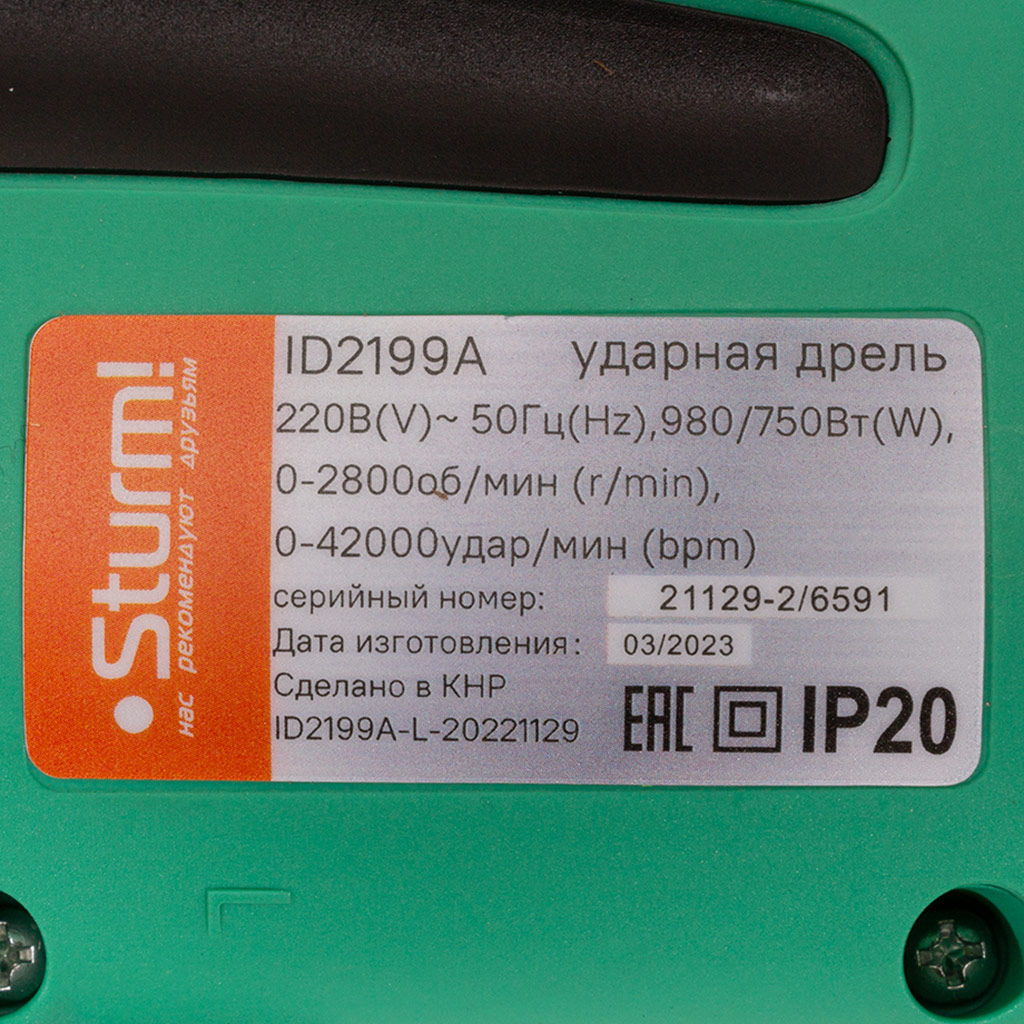 •Sturm!
нас рекомендуют друзьям
ID2199A ударная дрель
220В(V)~ 50Гц(Hz),980/750Вт(W),
0-2800об/мин (r/min),
0-42000удар/мин (bpm)
серийный номер: 21129-2/6591
Дата изготовления: 03/2023
Сделано в КНР
ID2199A-L-20221129
EAC IP20